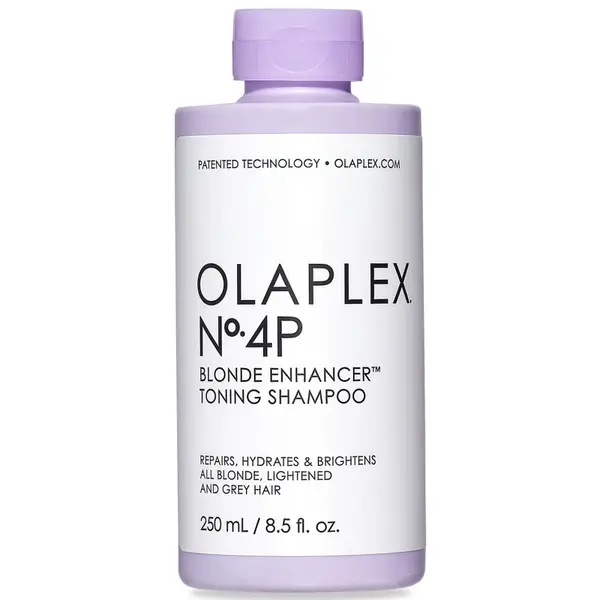 PATENTED TECHNOLOGY • OLAPLEX.COM
OLAPLEX.
Nº.4P
BLONDE ENHANCER™
TONING SHAMPOO
REPAIRS, HYDRATES & BRIGHTENS
ALL BLONDE, LIGHTENED
AND GREY HAIR
250 mL / 8.5 fl. oz.